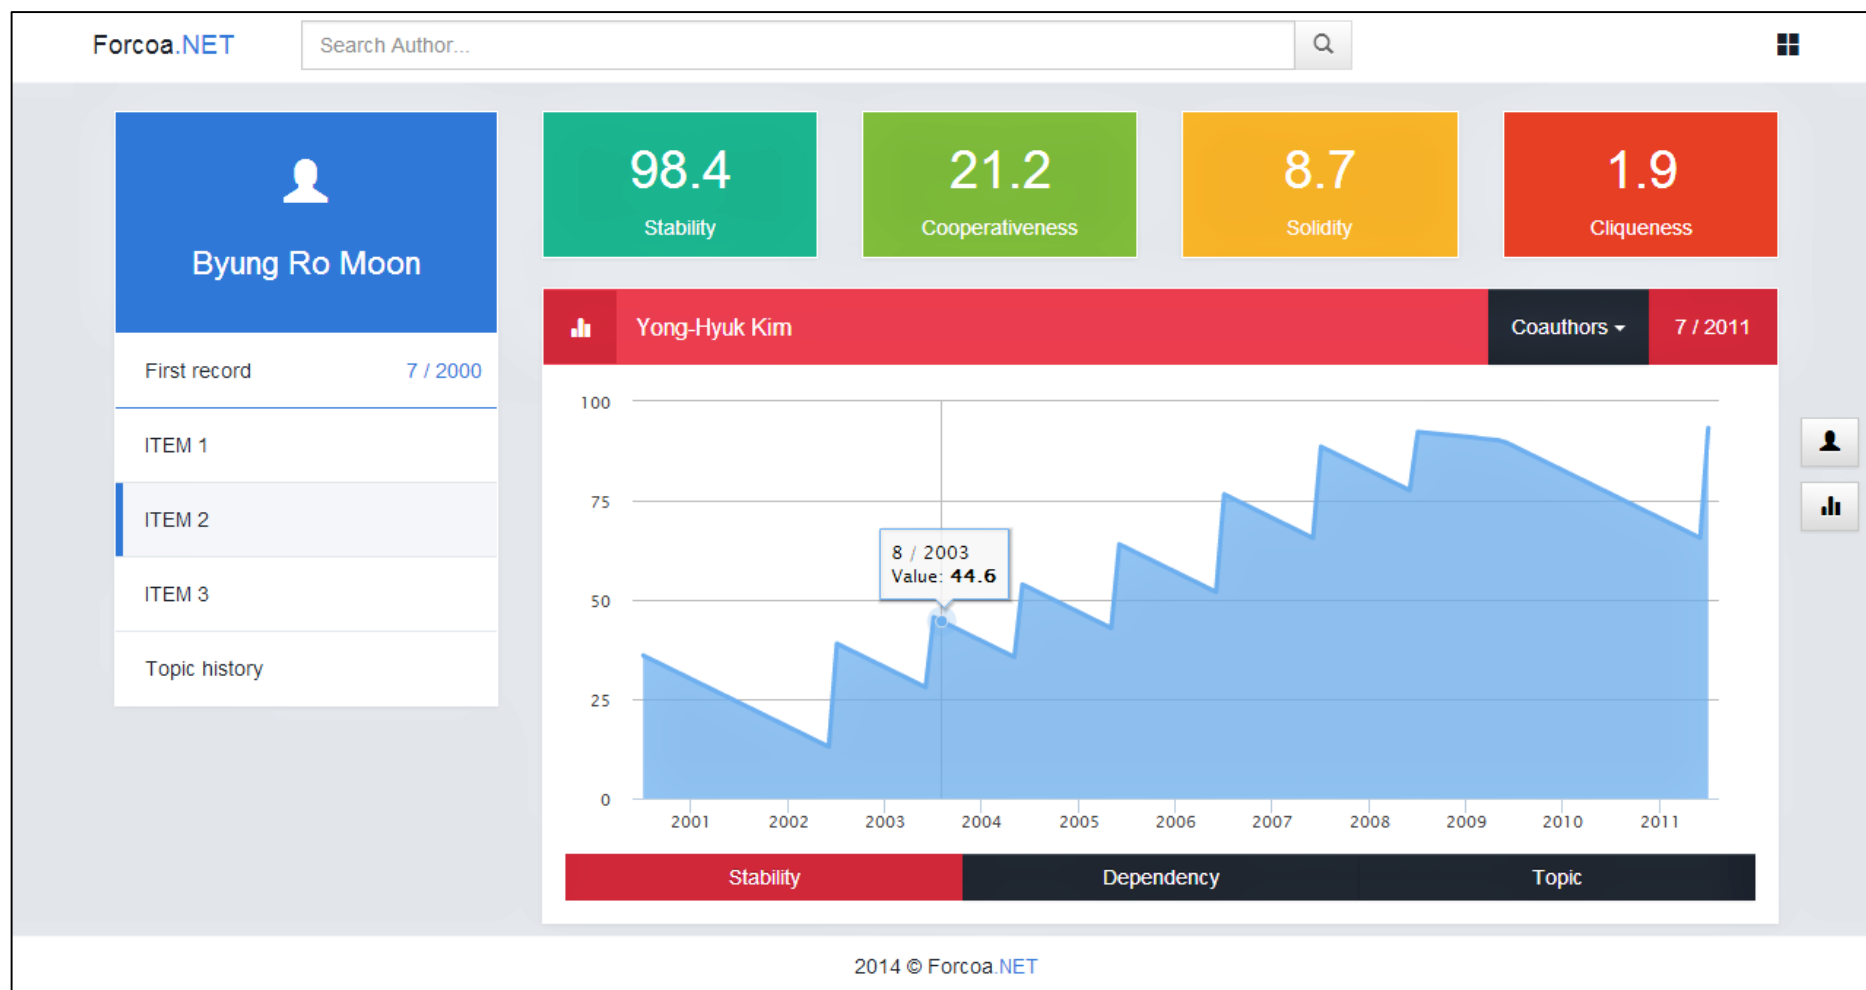 Forcoa.NET
Search Author...
Byung Ro Moon
First record 7 / 2000
ITEM 1
ITEM 2
ITEM 3
Topic history
98.4
Stability
21.2
Cooperativeness
8.7
Solidity
1.9
Cliqueness
Yong-Hyuk Kim
Coauthors
7 / 2011
100
75
50
25
0
8 / 2003
Value: 44.6
2001 2002 2003 2004 2005 2006 2007 2008 2009 2010 2011
Stability Dependency Topic
2014 © Forcoa.NET